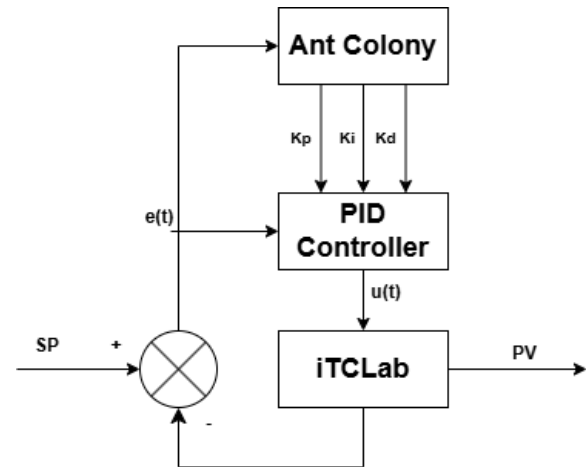 Ant Colony
Kp Ki Kd
e(t)
PID
Controller
u(t)
SP + iTCLab PV
-